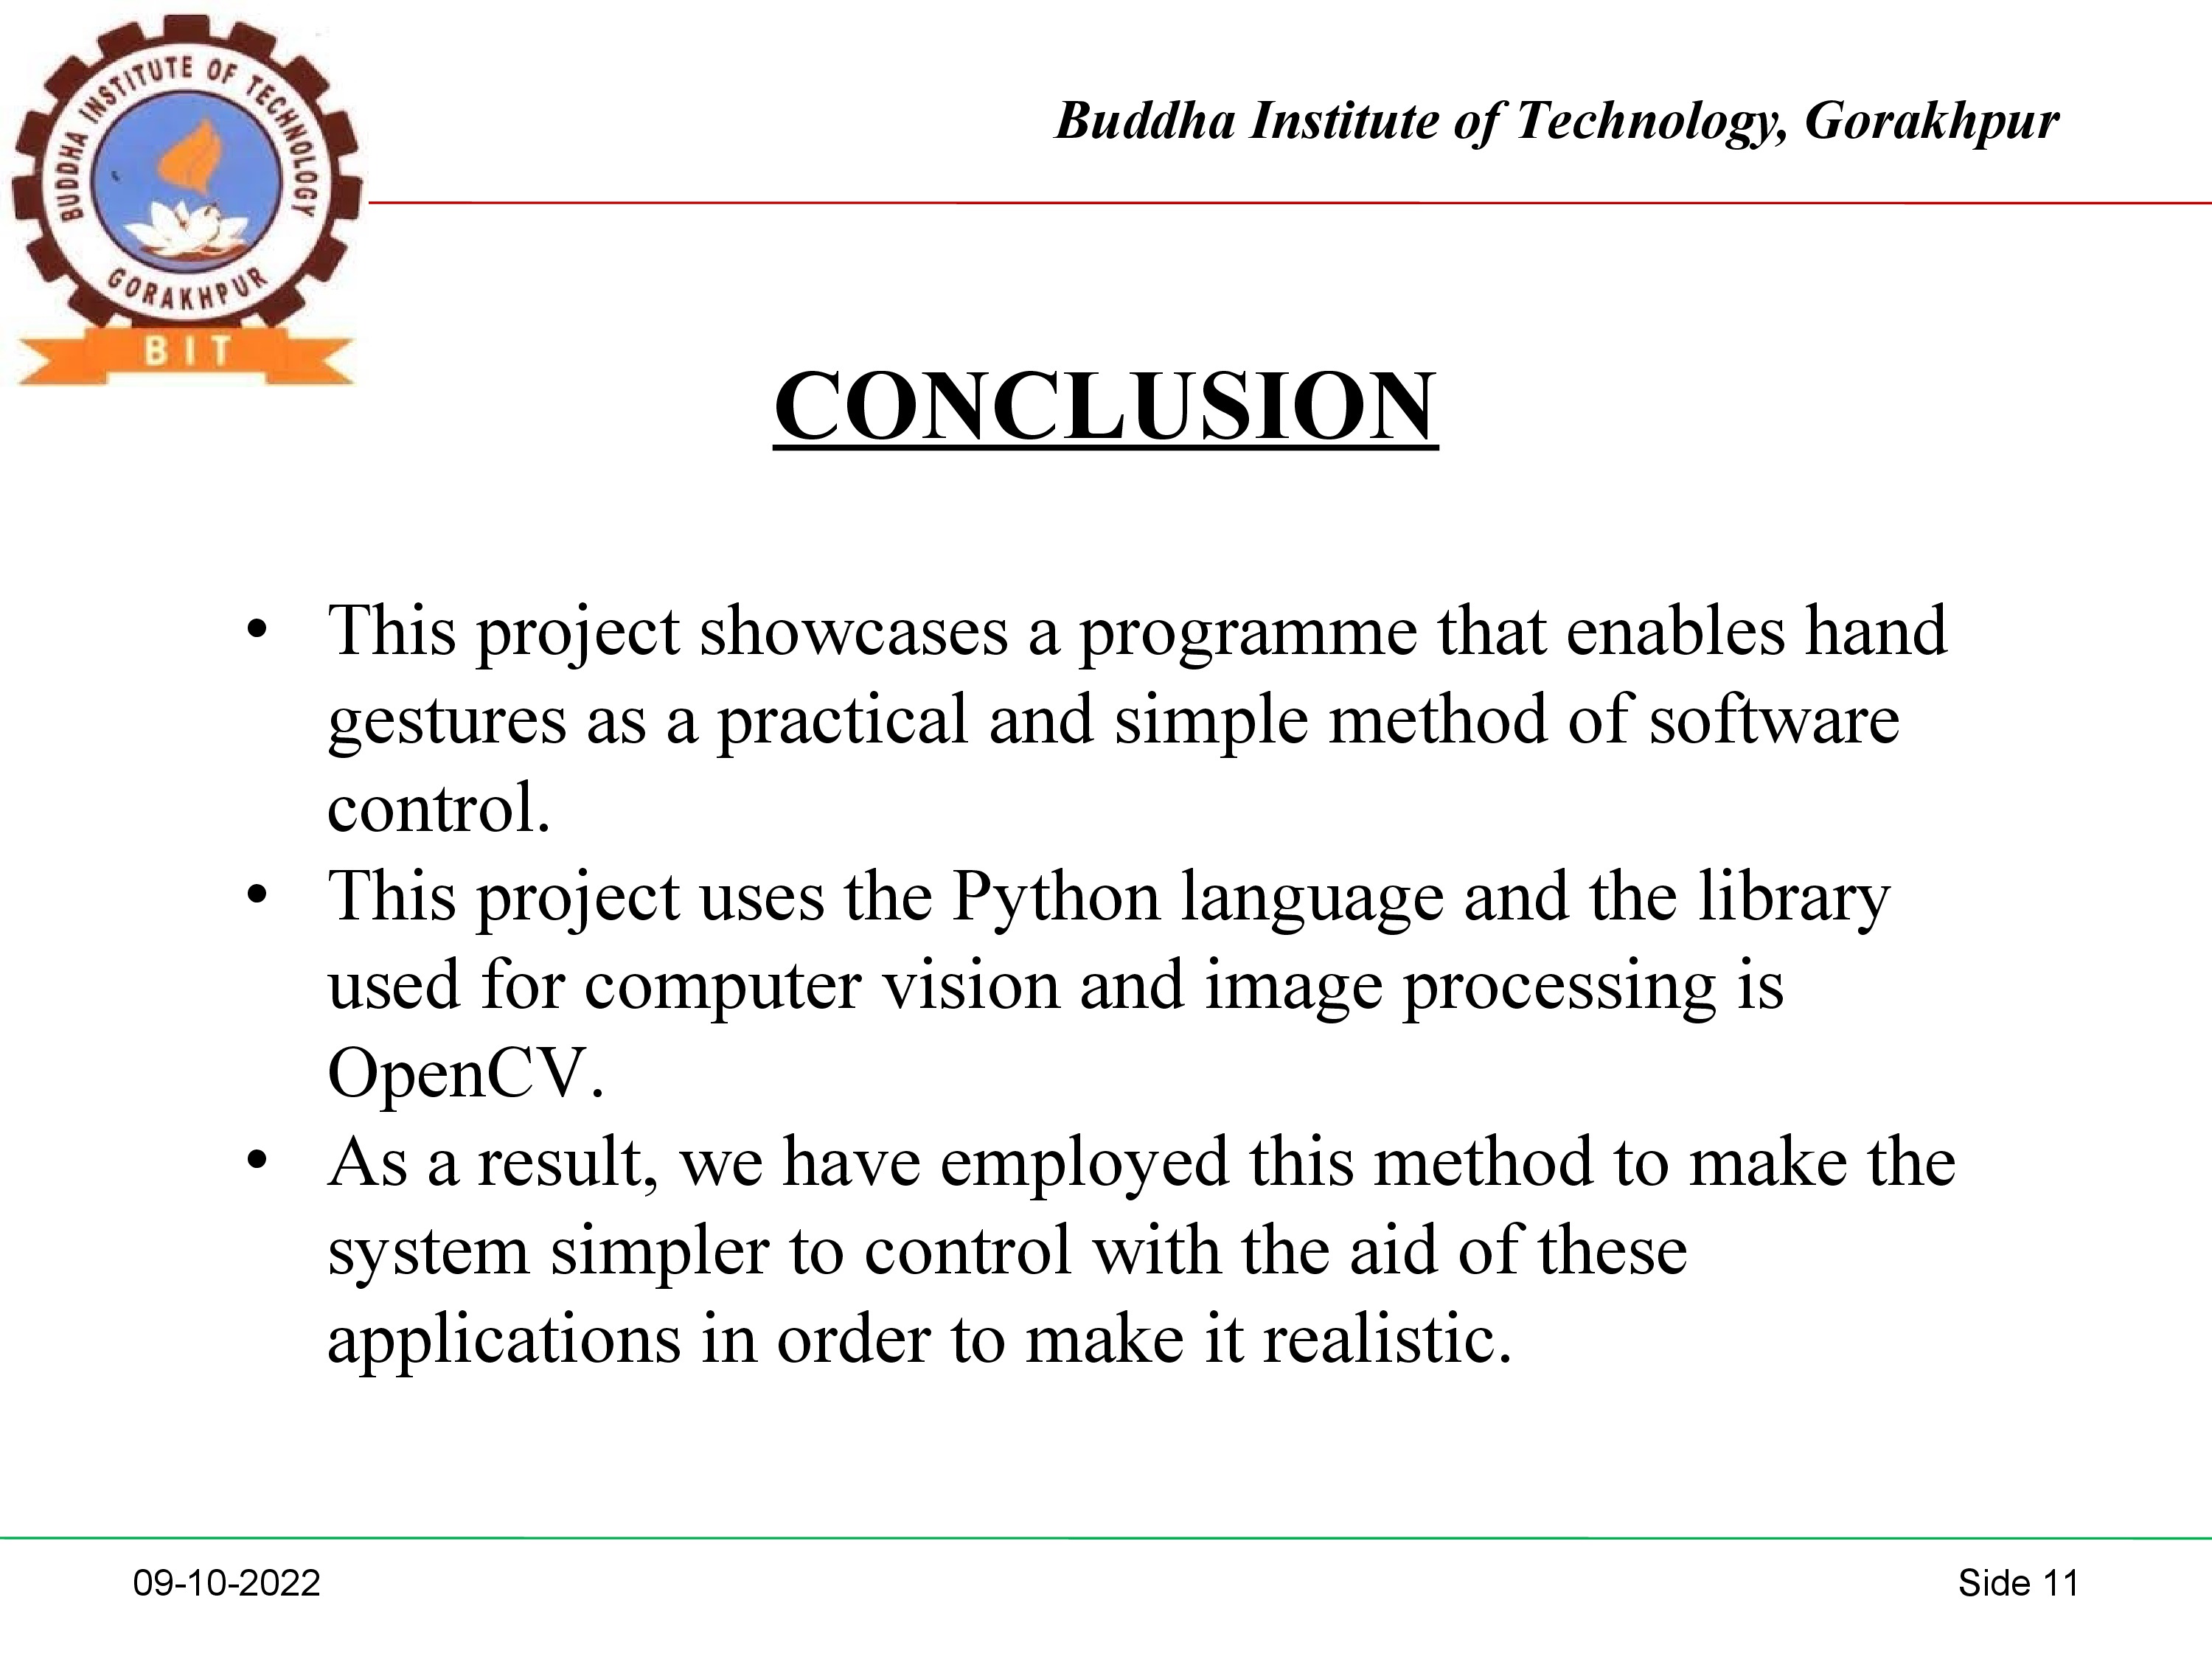 BUDDHA INSTITUTE OF TECHNOLOGY
GORAKHPUR
BIT
Buddha Institute of Technology, Gorakhpur
CONCLUSION
• This project showcases a programme that enables hand
gestures as a practical and simple method of software
control.
• This project uses the Python language and the library
used for computer vision and image processing is
OpenCV.
• As a result, we have employed this method to make the
system simpler to control with the aid of these
applications in order to make it realistic.
09-10-2022
Side 11